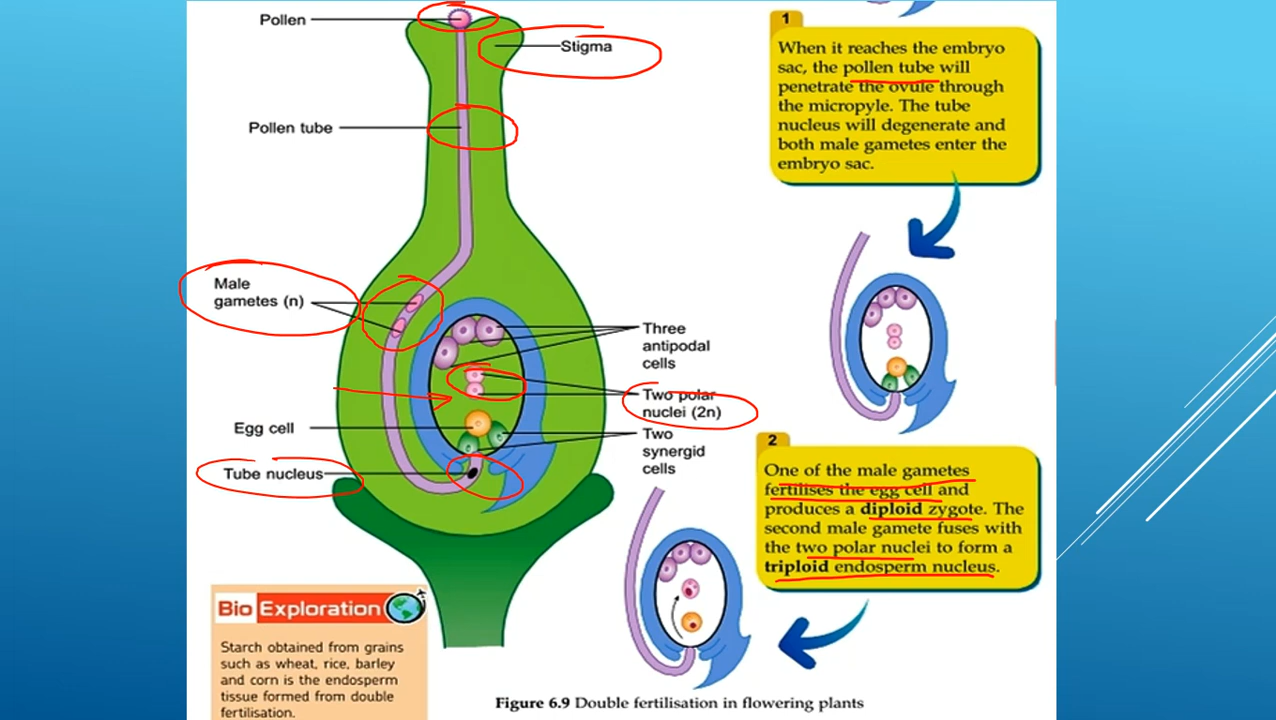 Pollen
Stigma
Pollen tube
Male
gametes (n)
Three
antipodal
cells
Two polar
nuclei (2n)
Egg cell
Two
synergid
cells
Tube nucleus
1
When it reaches the embryo
sac, the pollen tube will
penetrate the ovule through
the micropyle. The tube
nucleus will degenerate and
both male gametes enter the
embryo sac.
2
One of the male gametes
fertilises the egg cell and
produces a diploid zygote. The
second male gamete fuses with
the two polar nuclei to form a
triploid endosperm nucleus.
Bio Exploration
Starch obtained from grains
such as wheat, rice, barley
and corn is the endosperm
tissue formed from double
fertilisation.
Figure 6.9 Double fertilisation in flowering plants